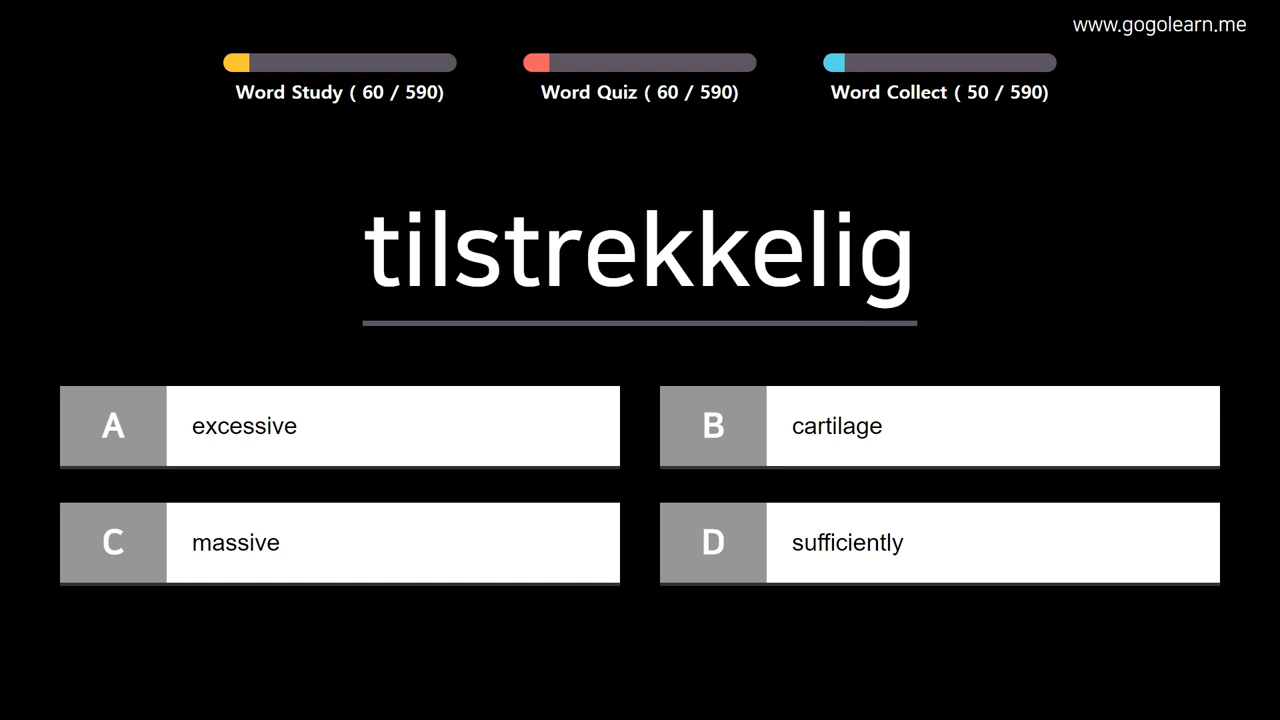 www.gogolearn.me
Word Study ( 60 / 590)
Word Quiz ( 60 / 590)
Word Collect ( 50 / 590)
tilstrekkelig
A excessive
B cartilage
C massive
D sufficiently